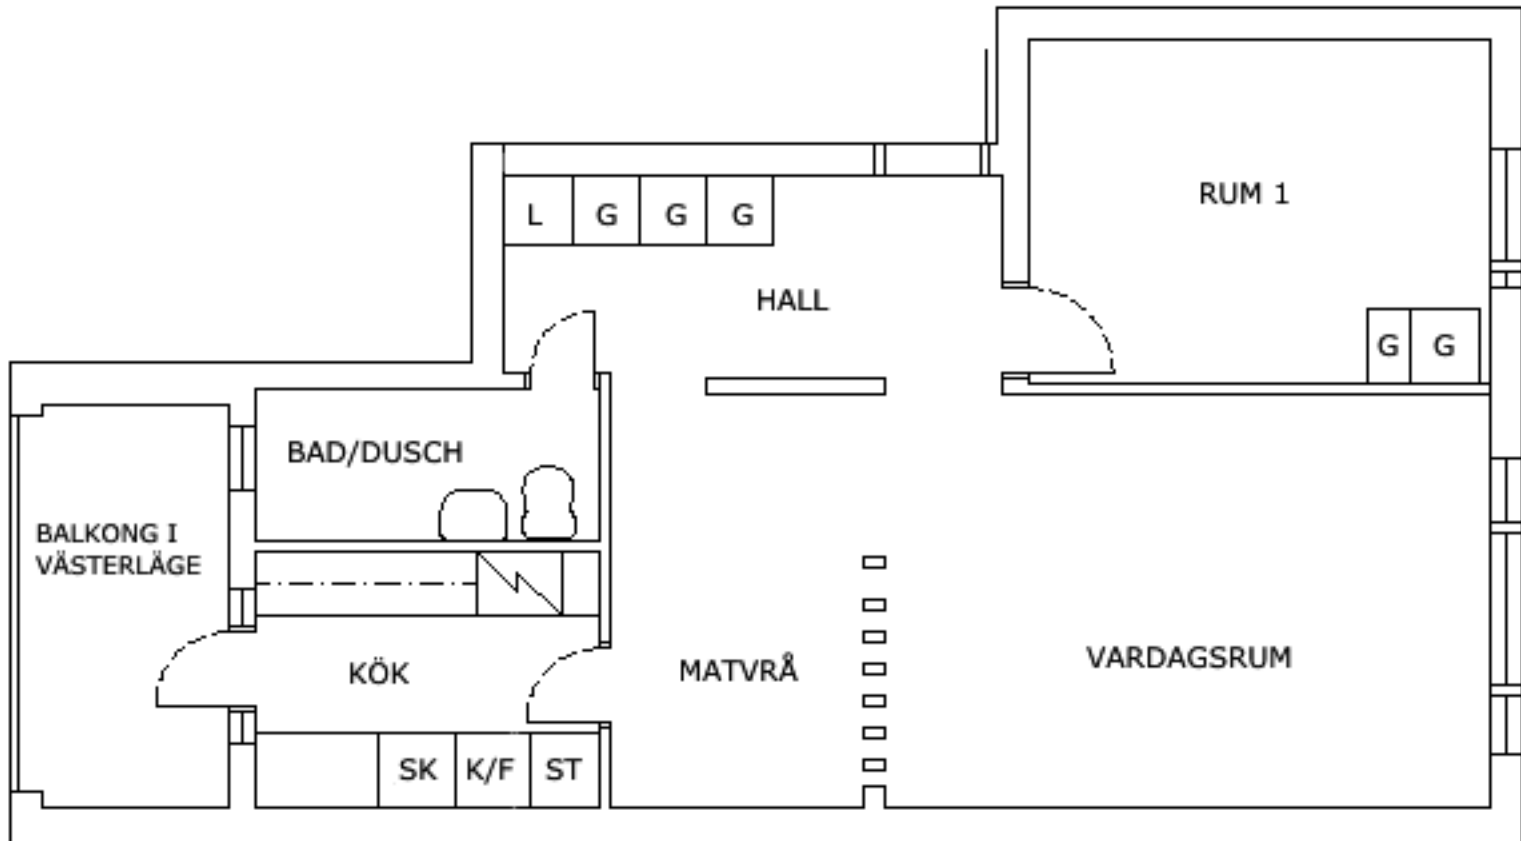 RUM 1
L G G G
HALL
G G
BAD/DUSCH
BALKONG I
VÄSTERLÄGE
KÖK
MATVRÅ
VARDAGSRUM
SK K/F ST